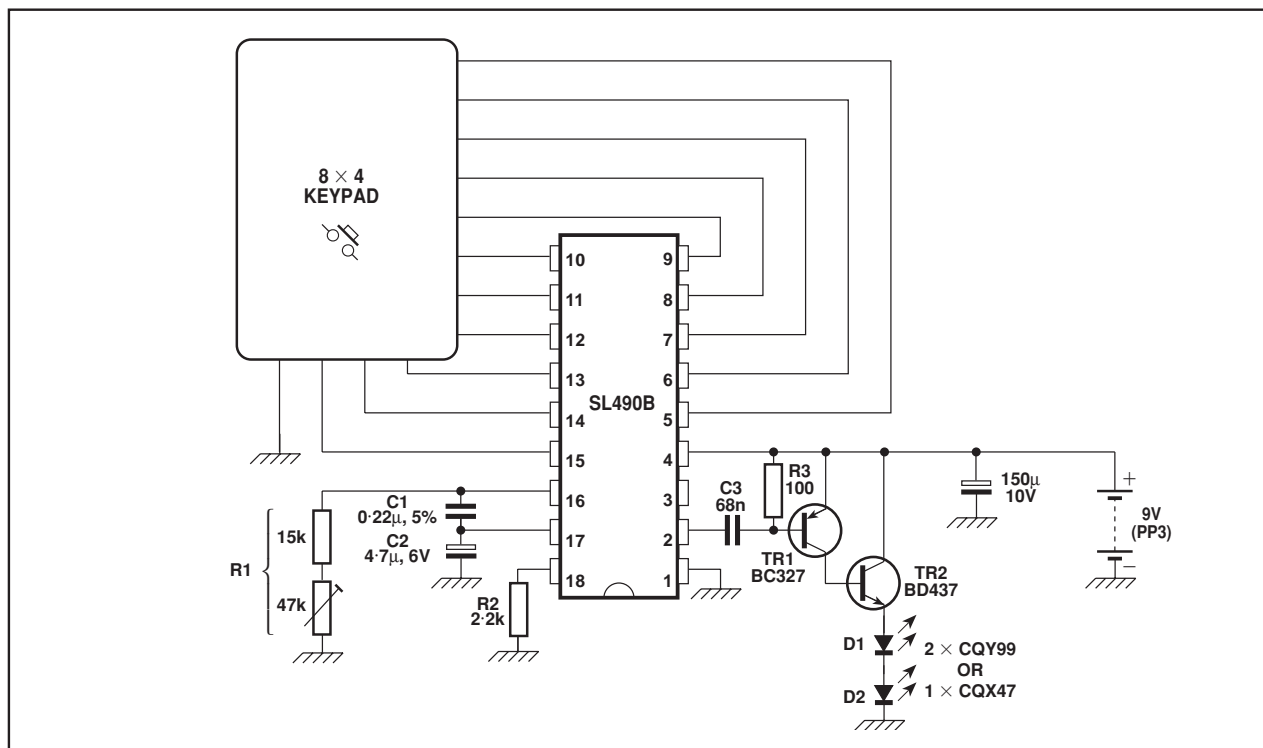 8 × 4
KEYPAD
10
9
11
8
12
7
13
6
SL490B
14
5
15
4
16
3
17
2
18
1
R1
15k
47k
C1
0·22µ, 5%
C2
4·7µ, 6V
R2
2·2k
C3
68n
R3
100
TR1
BC327
TR2
BD437
150µ
10V
+
9V
(PP3)
−
D1
D2
2 × CQY99
OR
1 × CQX47